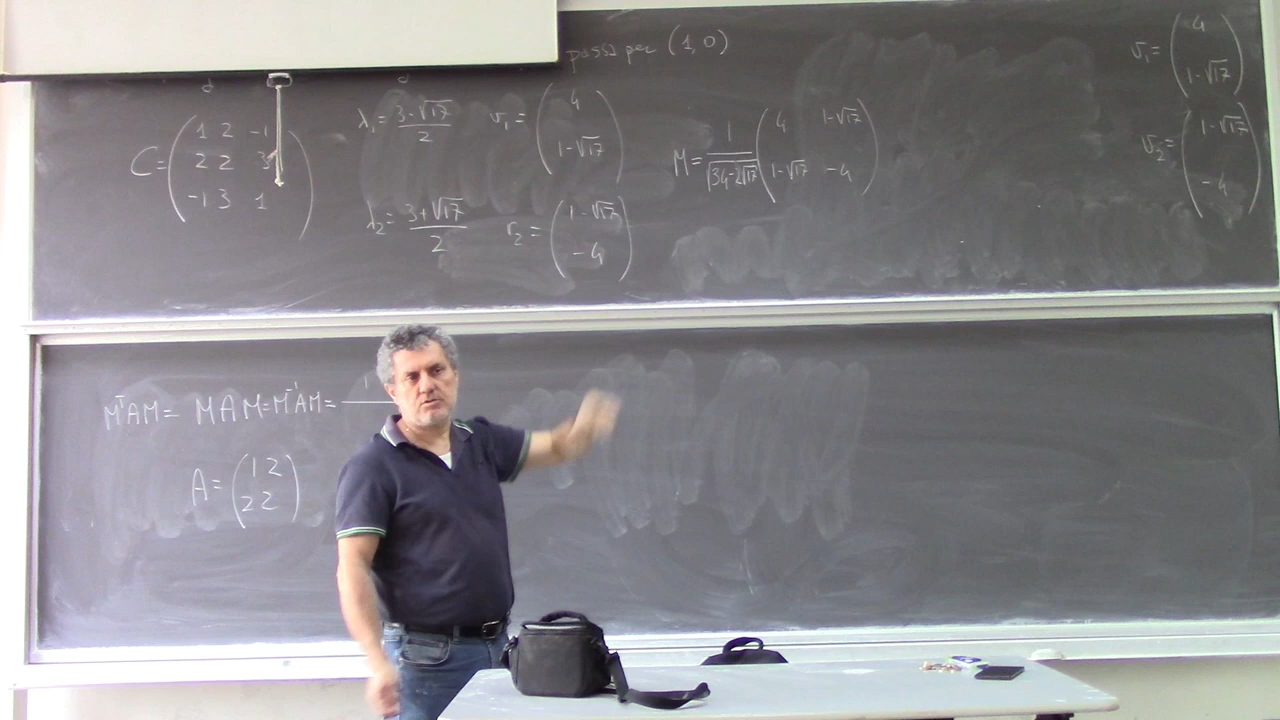 passa per (1,0)
C = ( 1 2 -1
2 2 3
-1 3 1 )
λ₁ = (3-√17)/2
v₁ = ( 4
1-√17 )
λ₂ = (3+√17)/2
v₂ = ( 1-√17
-4 )
M = 1/√(34-2√17) ( 4 1-√17
1-√17 -4 )
v₁ = ( 4
1-√17 )
v₂ = ( 1-√17
-4 )
MᵀAM = MAM = M⁻¹AM = 1
A = ( 1 2
2 2 )